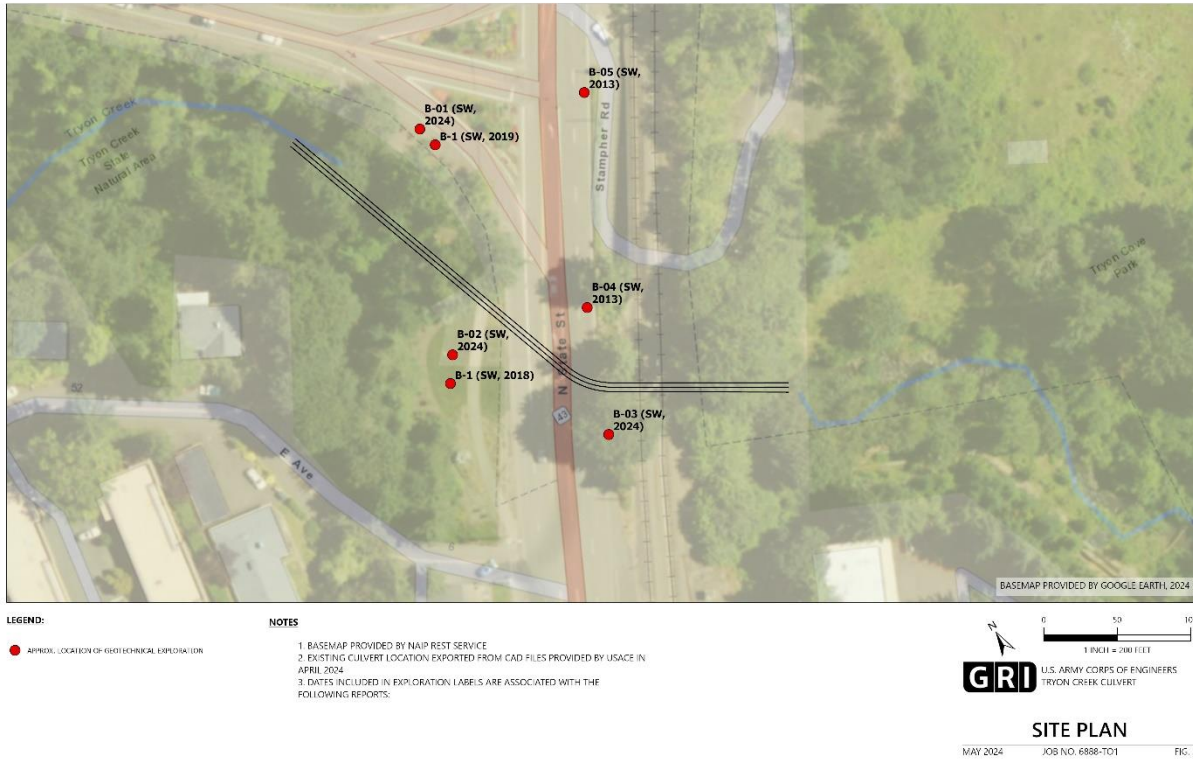 B-05 (SW,
2013)
B-01 (SW,
2024)
B-1 (SW, 2019)
Tryon Creek
Tryon Creek
State
Natural Area
Stampher Rd
Tryon Cove
Park
B-04 (SW,
2013)
N State St
B-02 (SW,
2024)
B-1 (SW, 2018)
52
43
B-03 (SW,
2024)
E Ave
6
BASEMAP PROVIDED BY GOOGLE EARTH, 2024
LEGEND:
APPROX. LOCATION OF GEOTECHNICAL EXPLORATION
NOTES
1. BASEMAP PROVIDED BY NAIP REST SERVICE
2. EXISTING CULVERT LOCATION EXPORTED FROM CAD FILES PROVIDED BY USACE IN
APRIL 2024
3. DATES INCLUDED IN EXPLORATION LABELS ARE ASSOCIATED WITH THE
FOLLOWING REPORTS:
N
0 50 10
1 INCH = 200 FEET
GRI
U.S. ARMY CORPS OF ENGINEERS
TRYON CREEK CULVERT
SITE PLAN
MAY 2024 JOB NO. 6888-TO1 FIG.